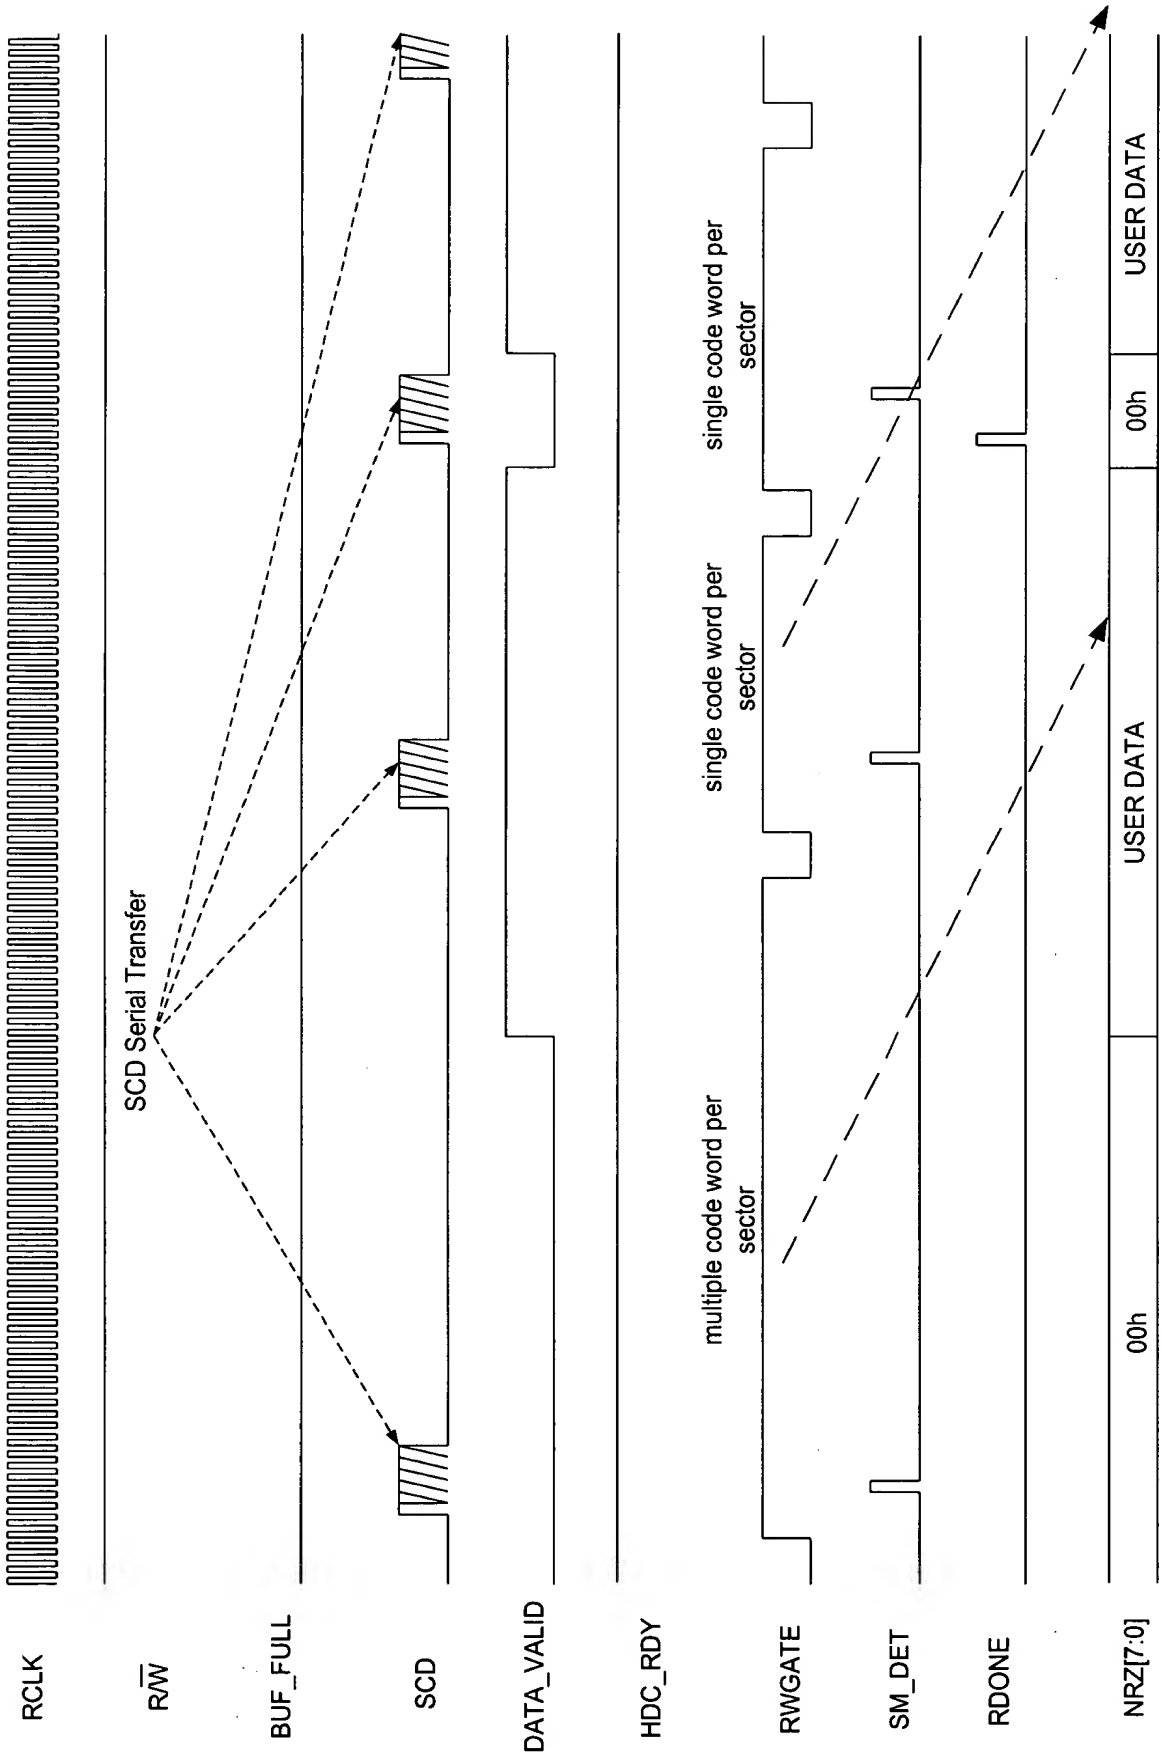 RCLK
R/W̅
SCD Serial Transfer
BUF_FULL
SCD
DATA_VALID
HDC_RDY
multiple code word per
sector
single code word per
sector
single code word per
sector
RWGATE
SM_DET
RDONE
NRZ[7:0]
00h
USER DATA
00h
USER DATA